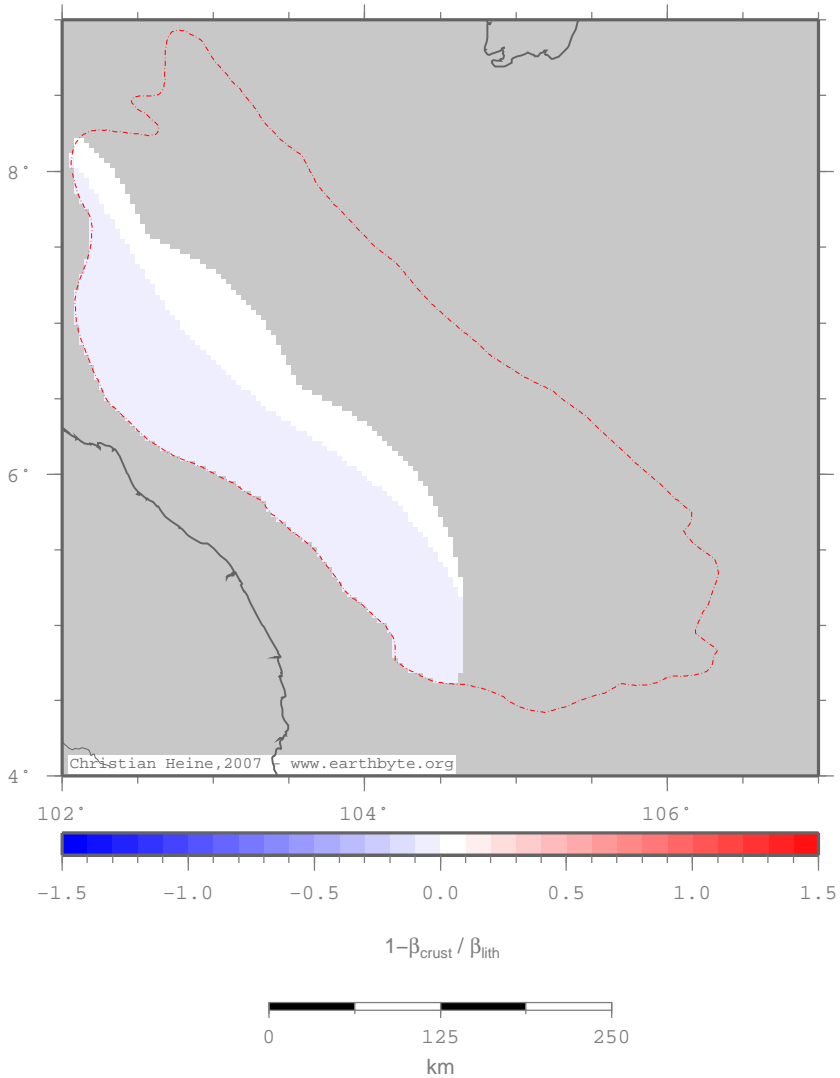 8˚
6˚
4˚
Christian Heine,2007 - www.earthbyte.org
102˚ 104˚ 106˚
−1.5 −1.0 −0.5 0.0 0.5 1.0 1.5
1−βcrust / βlith
0 125 250
km